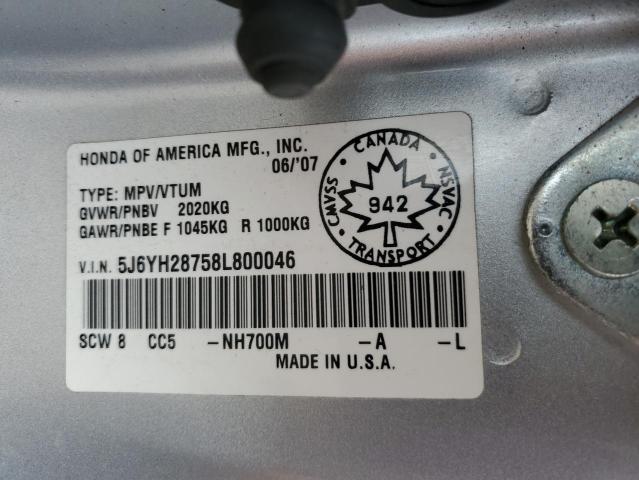 HONDA OF AMERICA MFG., INC.
06/'07
TYPE: MPV/VTUM
GVWR/PNBV 2020KG
GAWR/PNBE F 1045KG R 1000KG
CANADA
CMVSS
NSVAC
942
TRANSPORT
V.I.N. 5J6YH28758L800046
SCW 8 CC5 -NH700M -A -L
MADE IN U.S.A.